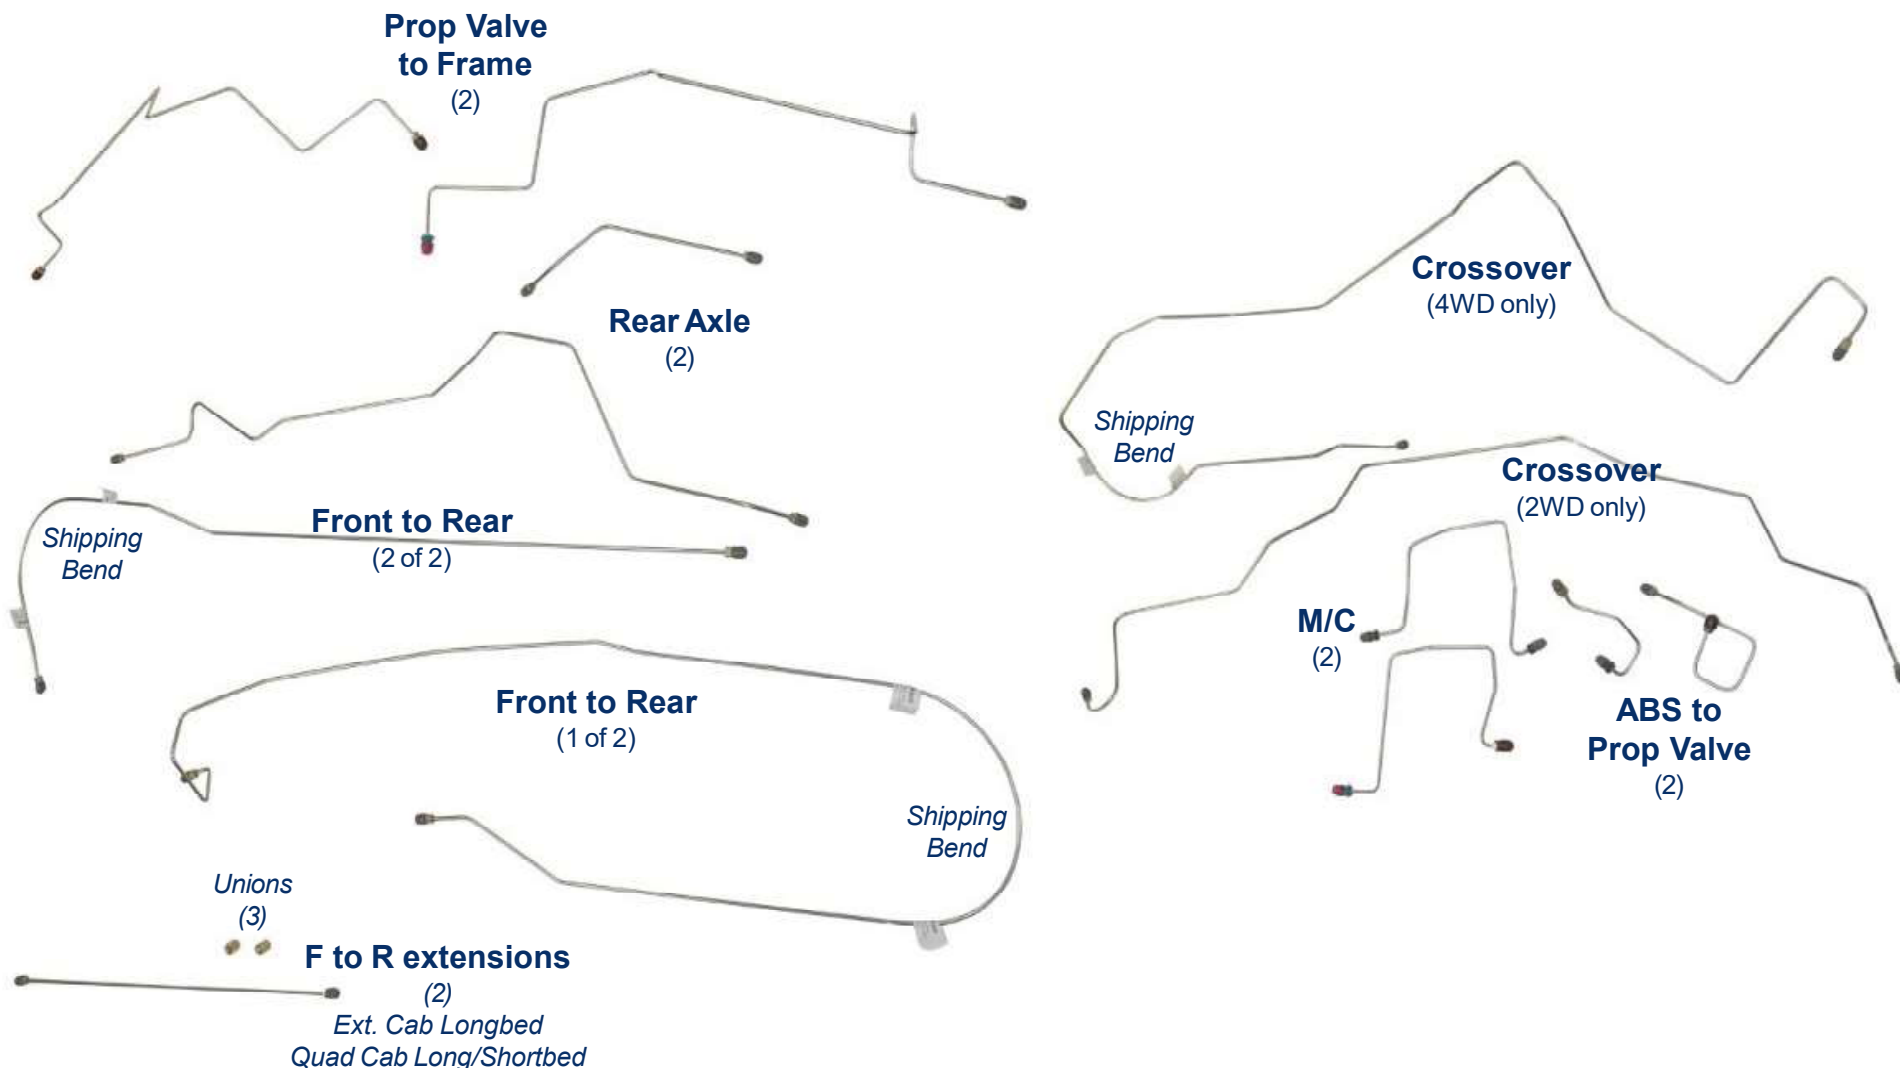 Prop Valve
to Frame
(2)
Rear Axle
(2)
Front to Rear
(2 of 2)
Shipping
Bend
Front to Rear
(1 of 2)
Shipping
Bend
Unions
(3)
F to R extensions
(2)
Ext. Cab Longbed
Quad Cab Long/Shortbed
Crossover
(4WD only)
Shipping
Bend
Crossover
(2WD only)
M/C
(2)
ABS to
Prop Valve
(2)